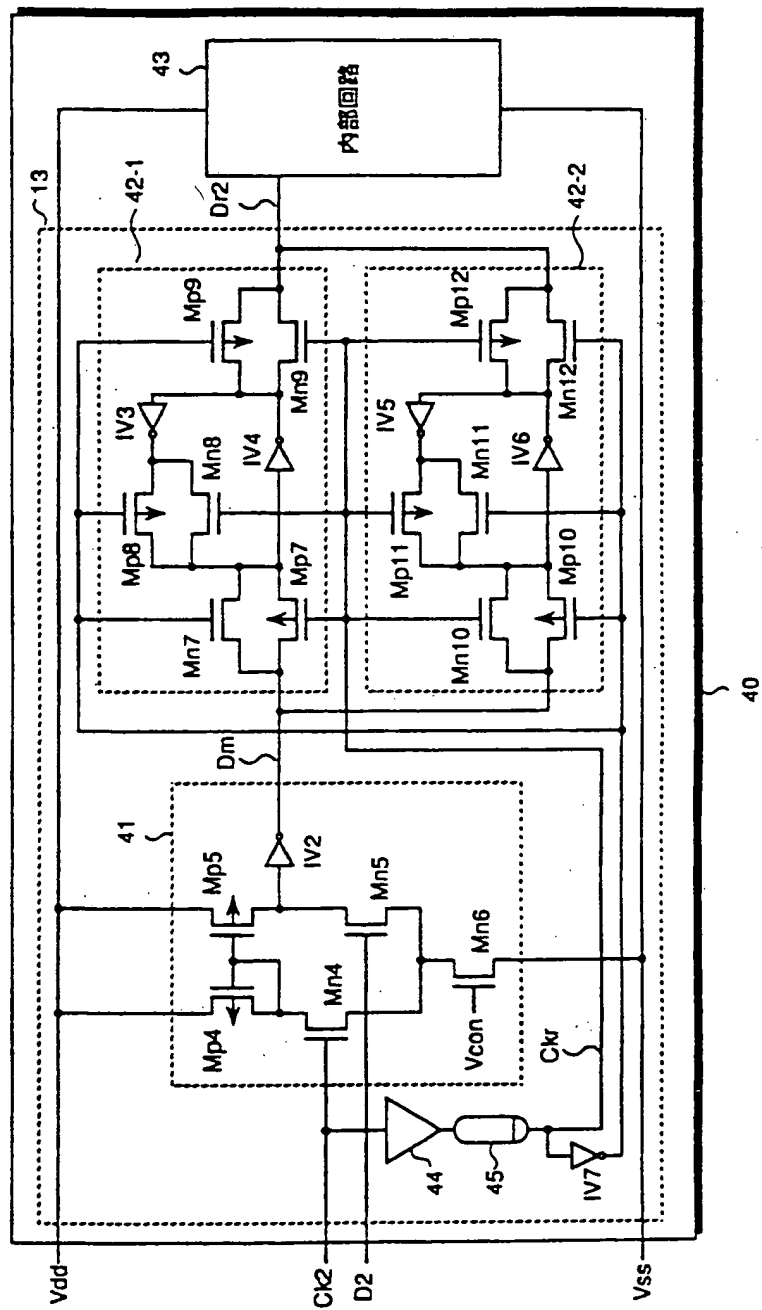 Vdd
Ck2
D2
Vss
40
13
41
42-1
42-2
43
内部回路
Dr2
Dm
Mp4
Mp5
Mn4
Mn5
Mn6
Vcon
IV2
44
45
IV7
Ckr
Mn7
Mp7
Mp8
Mn8
IV3
IV4
Mp9
Mn9
Mn10
Mp10
Mp11
Mn11
IV5
IV6
Mp12
Mn12